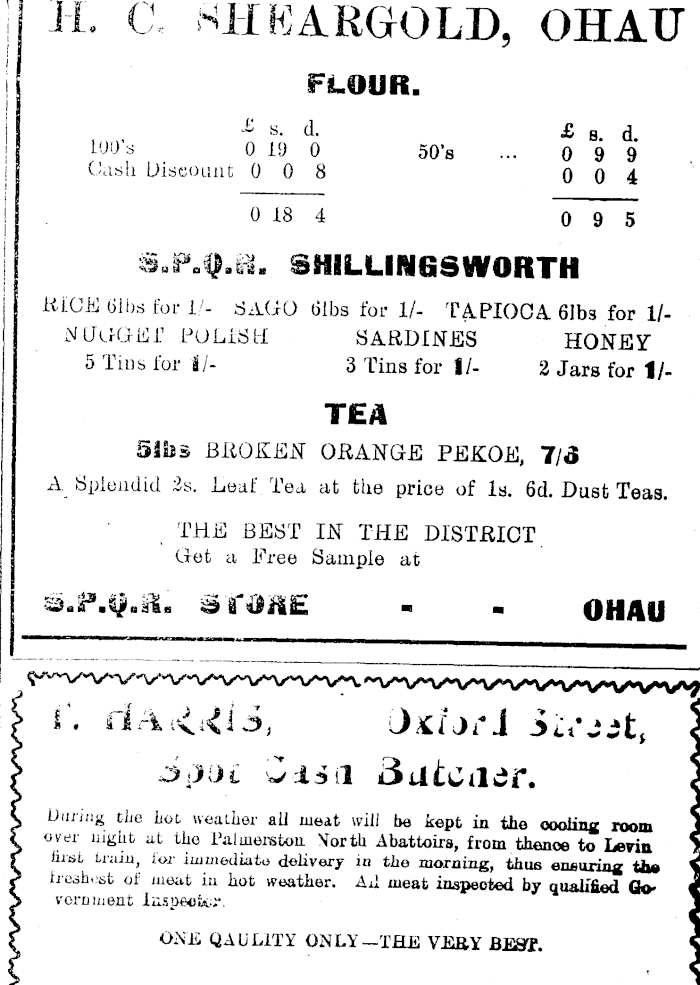 H. C. SHEARGOLD, OHAU
FLOUR.
£ s. d. £ s. d.
100's 0 19 0 50's ... 0 9 9
Cash Discount 0 0 8 0 0 4
0 18 4 0 9 5
S.P.Q.R. SHILLINGSWORTH
RICE 6lbs for 1/- SAGO 6lbs for 1/- TAPIOCA 6lbs for 1/-
NUGGET POLISH SARDINES HONEY
5 Tins for 1/- 3 Tins for 1/- 2 Jars for 1/-
TEA
5lbs BROKEN ORANGE PEKOE, 7/6
A Splendid 2s. Leaf Tea at the price of 1s. 6d. Dust Teas.
THE BEST IN THE DISTRICT
Get a Free Sample at
S.P.Q.R. STORE - - OHAU
HARRIS, Oxford Street,
Spot Cash Butcher.
During the hot weather all meat will be kept in the cooling room
over night at the Palmerston North Abattoirs, from thence to Levin
first train, for immediate delivery in the morning, thus ensuring the
freshest of meat in hot weather. All meat inspected by qualified Go-
vernment Inspector.
ONE QAULITY ONLY—THE VERY BEST.